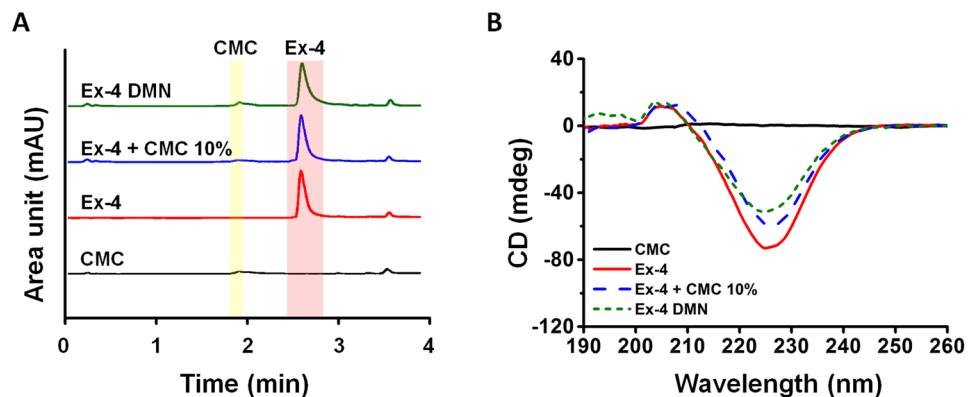 A
CMC Ex-4
Ex-4 DMN
Ex-4 + CMC 10%
Ex-4
CMC
Area unit (mAU)
0 1 2 3 4
Time (min)
B
40
0
-40
-80
-120
CD (mdeg)
CMC
Ex-4
Ex-4 + CMC 10%
Ex-4 DMN
190 200 210 220 230 240 250 260
Wavelength (nm)